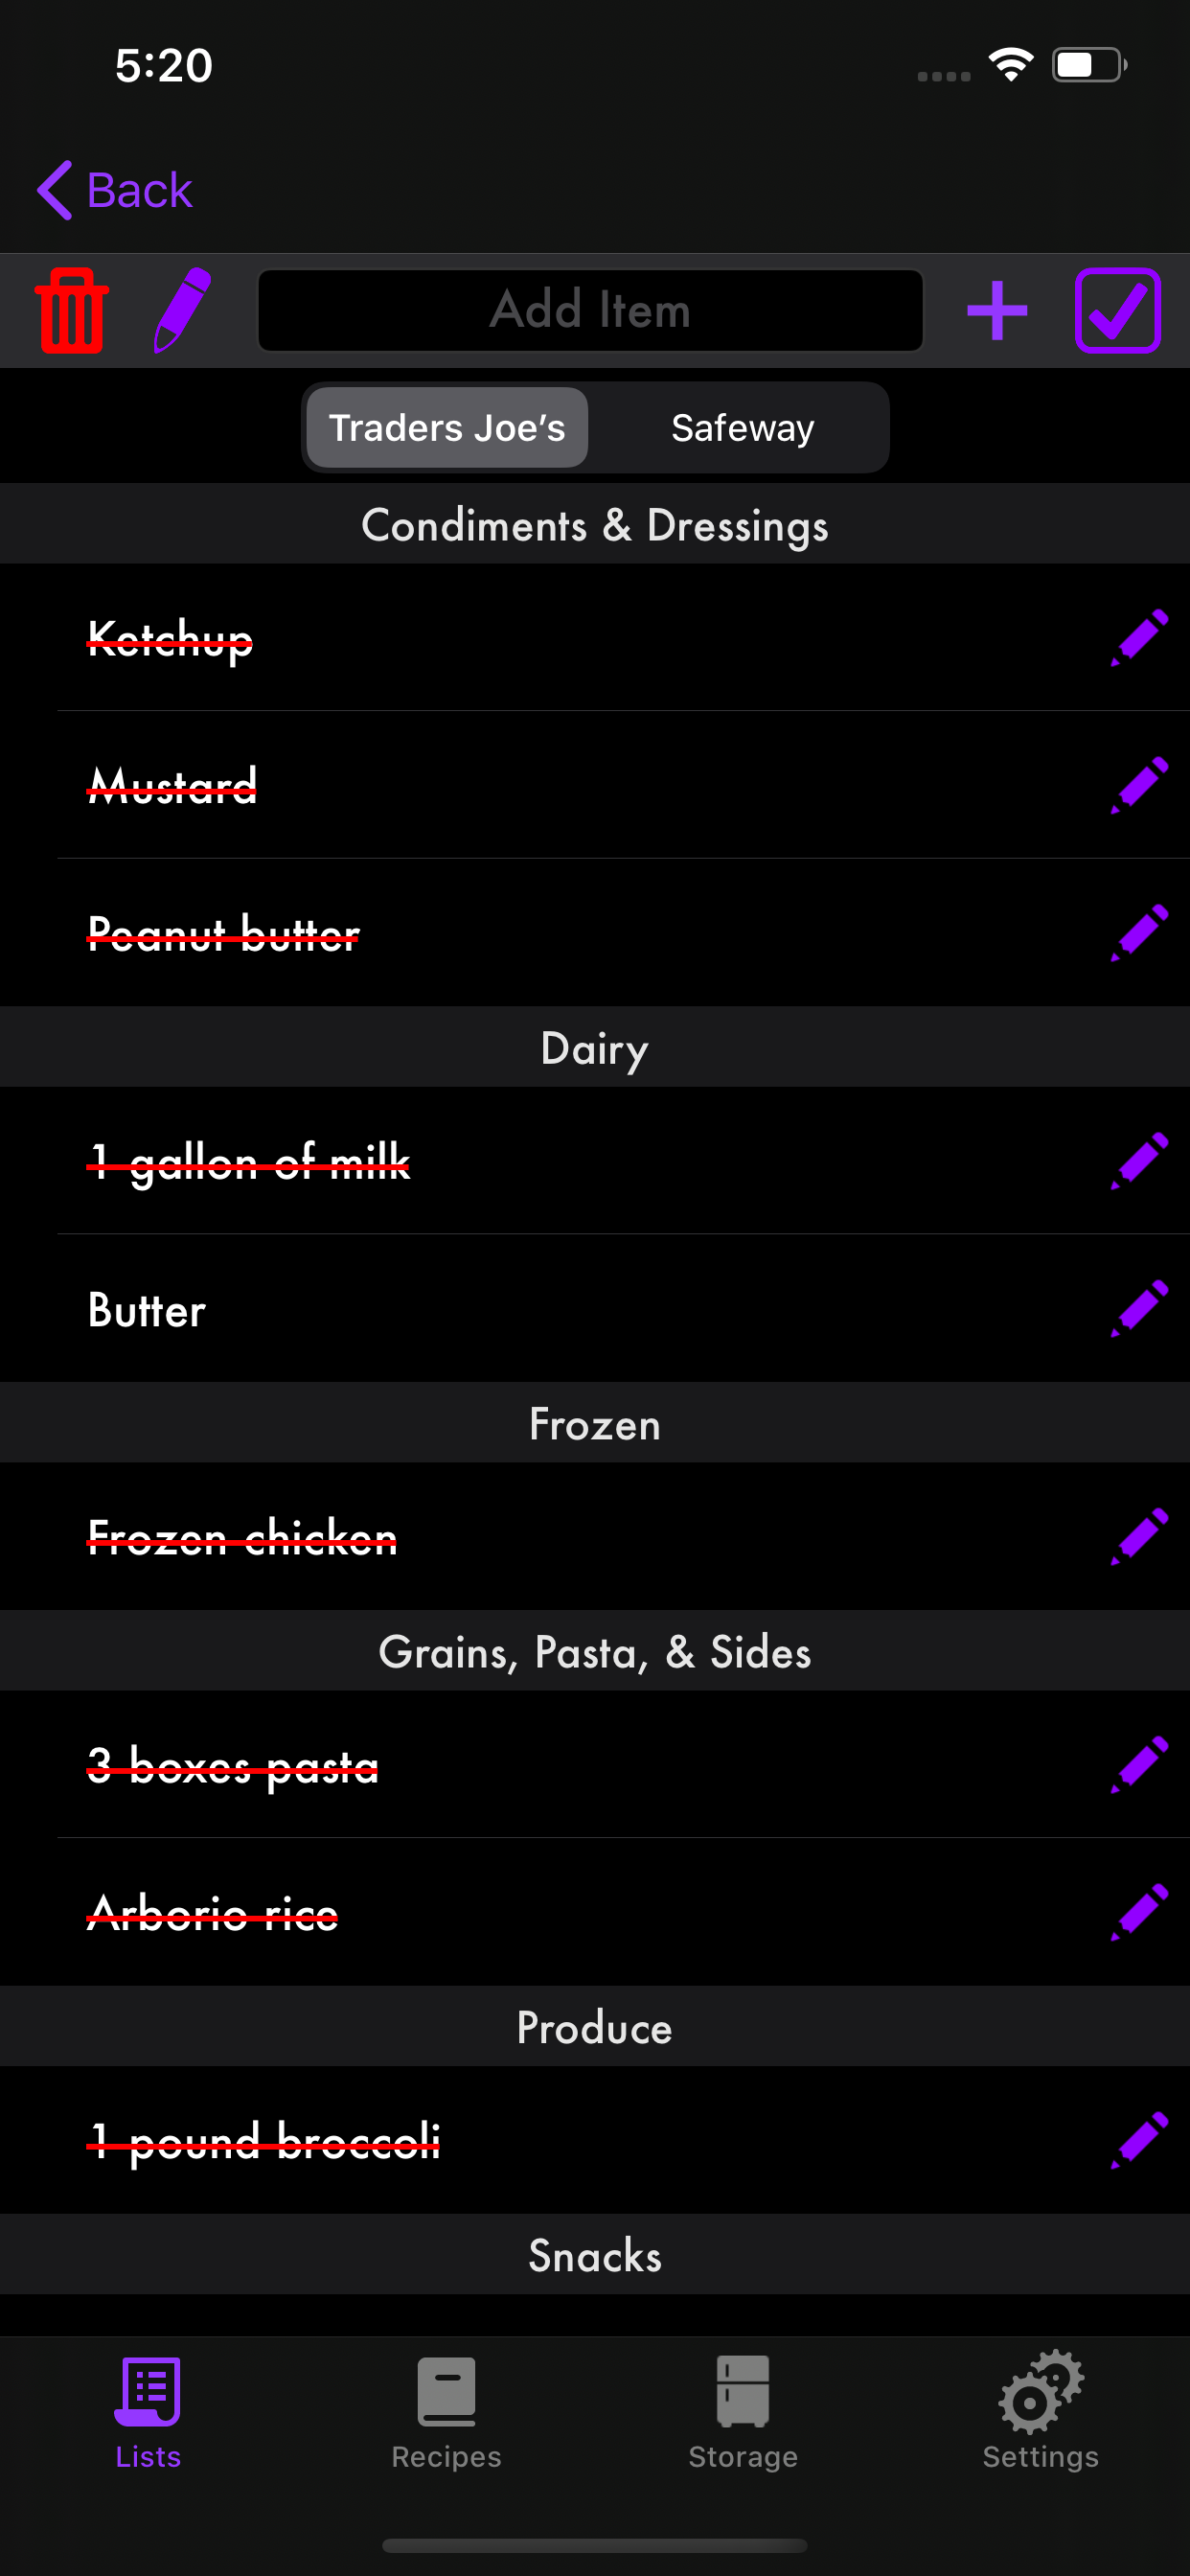 5:20
Back
Add Item
Traders Joe's Safeway
Condiments & Dressings
Ketchup
Mustard
Peanut butter
Dairy
1 gallon of milk
Butter
Frozen
Frozen chicken
Grains, Pasta, & Sides
3 boxes pasta
Arborio rice
Produce
1 pound broccoli
Snacks
Lists Recipes Storage Settings